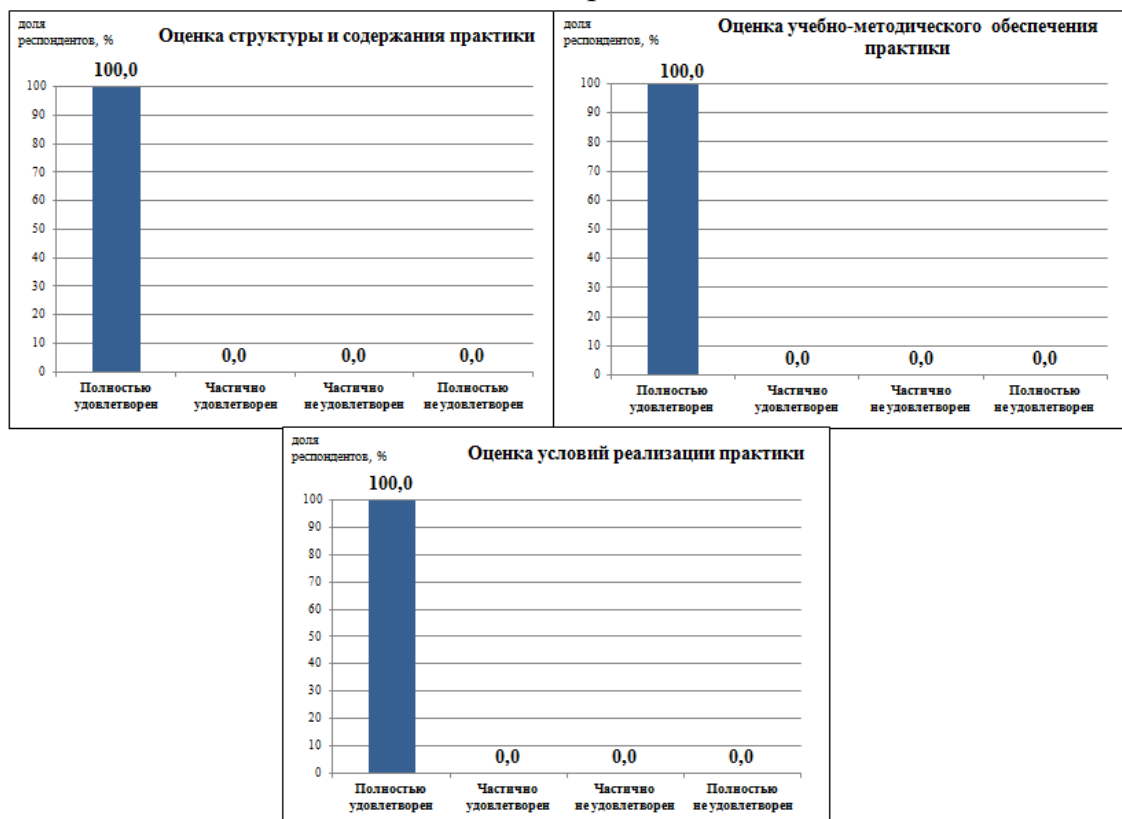 доля
респондентов, %
Оценка структуры и содержания практики
100,0
100
90
80
70
60
50
40
30
20
10
0
0,0
0,0
0,0
Полностью
удовлетворен
Частично
удовлетворен
Частично
не удовлетворен
Полностью
не удовлетворен
доля
респондентов, %
Оценка учебно-методического обеспечения
практики
100,0
100
90
80
70
60
50
40
30
20
10
0
0,0
0,0
0,0
Полностью
удовлетворен
Частично
удовлетворен
Частично
не удовлетворен
Полностью
не удовлетворен
доля
респондентов, %
Оценка условий реализации практики
100,0
100
90
80
70
60
50
40
30
20
10
0
0,0
0,0
0,0
Полностью
удовлетворен
Частично
удовлетворен
Частично
не удовлетворен
Полностью
не удовлетворен